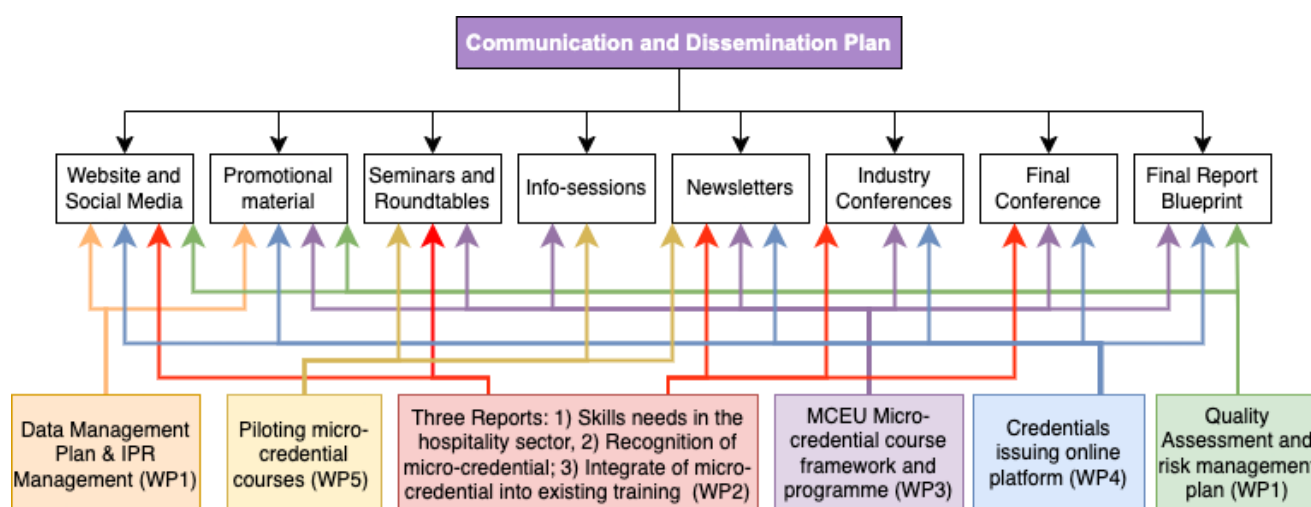 Communication and Dissemination Plan
Website and
Social Media
Promotional
material
Seminars and
Roundtables
Info-sessions
Newsletters
Industry
Conferences
Final
Conference
Final Report
Blueprint
Data Management
Plan & IPR
Management (WP1)
Piloting micro-
credential
courses (WP5)
Three Reports: 1) Skills needs in the
hospitality sector, 2) Recognition of
micro-credential; 3) Integrate of micro-
credential into existing training (WP2)
MCEU Micro-
credential course
framework and
programme (WP3)
Credentials
issuing online
platform (WP4)
Quality
Assessment and
risk management
plan (WP1)